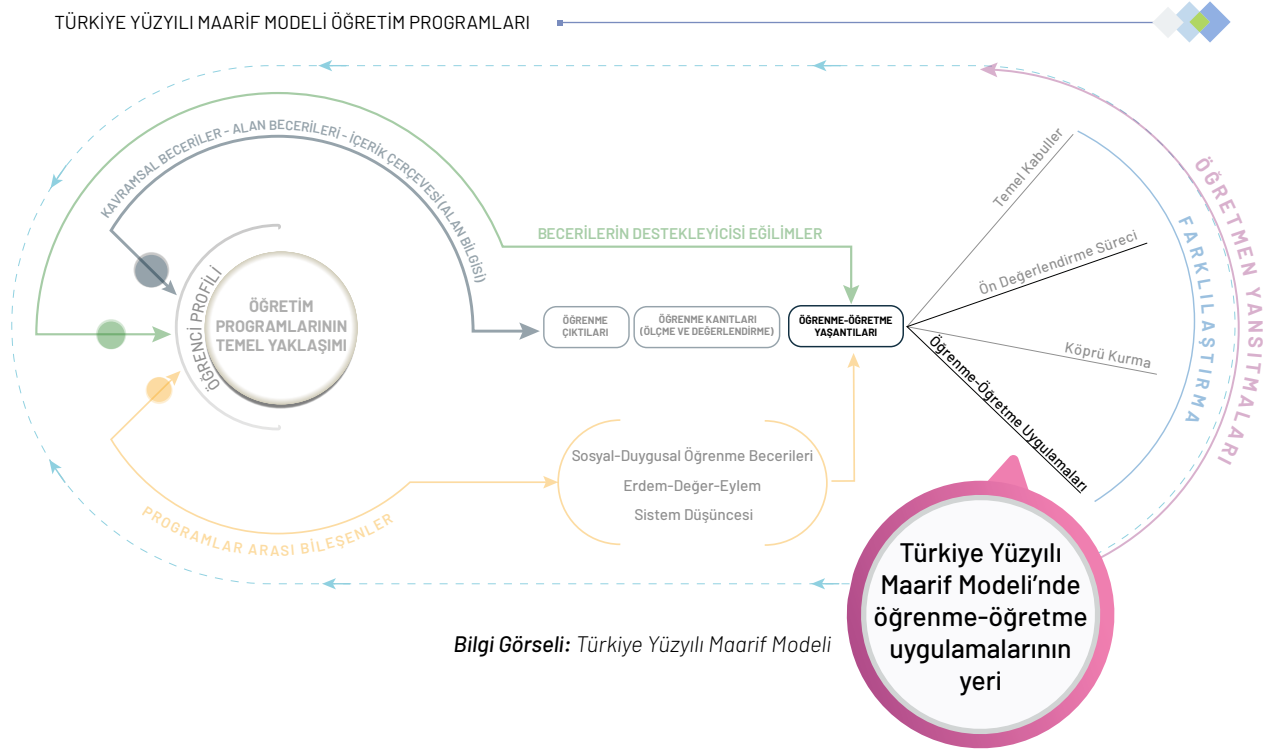 TÜRKİYE YÜZYILI MAARİF MODELİ ÖĞRETİM PROGRAMLARI
KAVRAMSAL BECERİLER - ALAN BECERİLERİ - İÇERİK ÇERÇEVESİ (ALAN BİLGİSİ)
ÖĞRENCİ PROFİLİ
ÖĞRETİM
PROGRAMLARININ
TEMEL YAKLAŞIMI
BECERİLERİN DESTEKLEYİCİSİ EĞİLİMLER
ÖĞRENME
ÇIKTILARI
ÖĞRENME KANITLARI
(ÖLÇME VE DEĞERLENDİRME)
ÖĞRENME-ÖĞRETME
YAŞANTILARI
Temel Kabuller
Ön Değerlendirme Süreci
Köprü Kurma
Öğrenme-Öğretme Uygulamaları
FARKLILAŞTIRMA
ÖĞRETMEN YANSITMALARI
PROGRAMLAR ARASI BİLEŞENLER
Sosyal-Duygusal Öğrenme Becerileri
Erdem-Değer-Eylem
Sistem Düşüncesi
Türkiye Yüzyılı
Maarif Modeli’nde
öğrenme-öğretme
uygulamalarının
yeri
Bilgi Görseli: Türkiye Yüzyılı Maarif Modeli